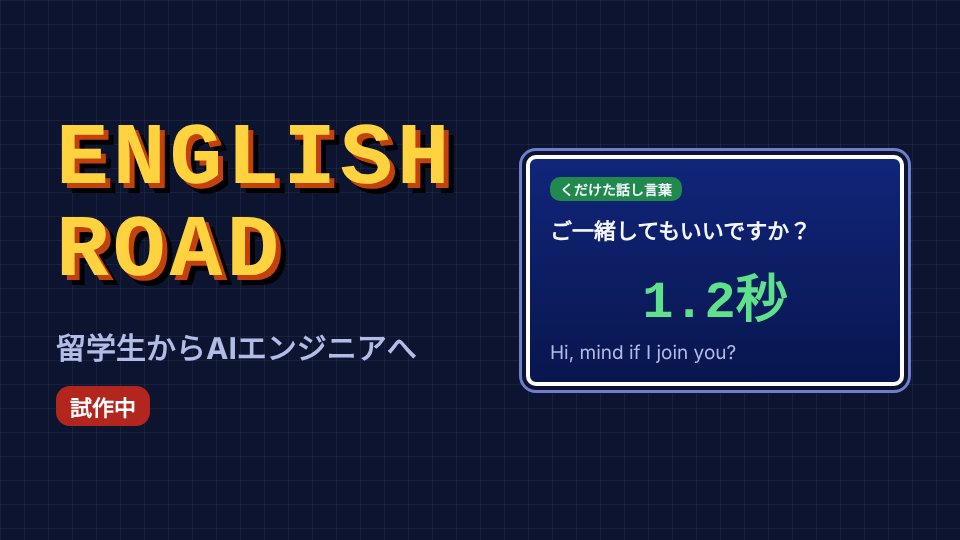 ENGLISH
ROAD
留学生からAIエンジニアへ
試作中
くだけた話し言葉
ご一緒してもいいですか？
1.2秒
Hi, mind if I join you?